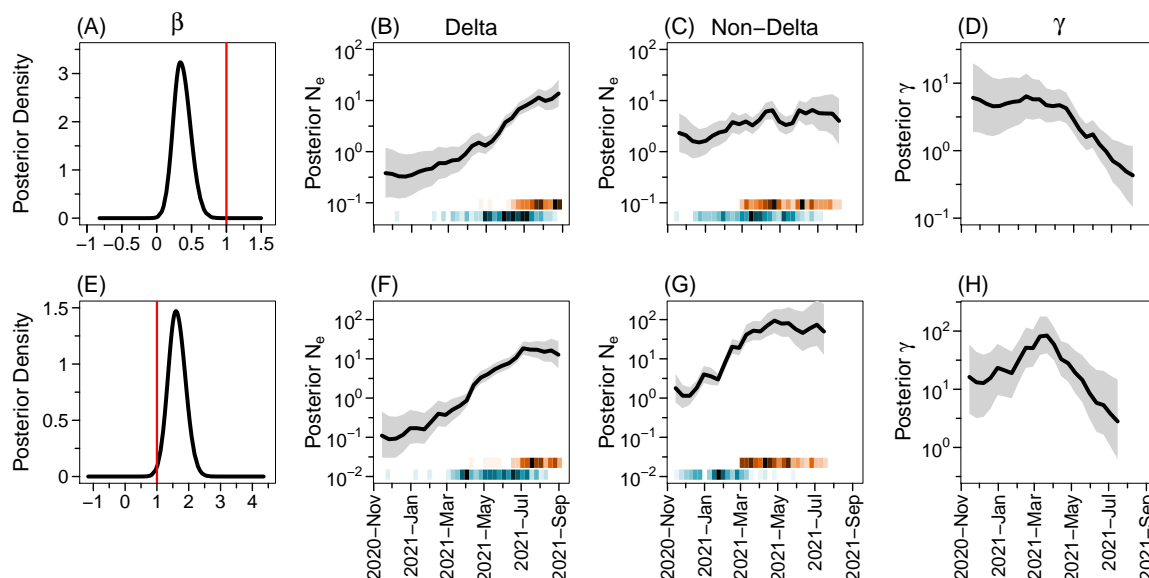 (A) β (B) Delta (C) Non−Delta (D) γ
Posterior Density
3
2
1
0
−1 −0.5 0 0.5 1 1.5
Posterior Ne
10^2
10^1
10^0
10^−1
Posterior Ne
10^2
10^1
10^0
10^−1
Posterior γ
10^2
10^1
10^0
10^−1
(E) (F) (G) (H)
Posterior Density
1.5
1
0.5
0
−1 0 1 2 3 4
Posterior Ne
10^2
10^1
10^0
10^−1
10^−2
2020−Nov
2021−Jan
2021−Mar
2021−May
2021−Jul
2021−Sep
Posterior Ne
10^2
10^1
10^0
10^−1
10^−2
2020−Nov
2021−Jan
2021−Mar
2021−May
2021−Jul
2021−Sep
Posterior γ
10^2
10^1
10^0
2020−Nov
2021−Jan
2021−Mar
2021−May
2021−Jul
2021−Sep